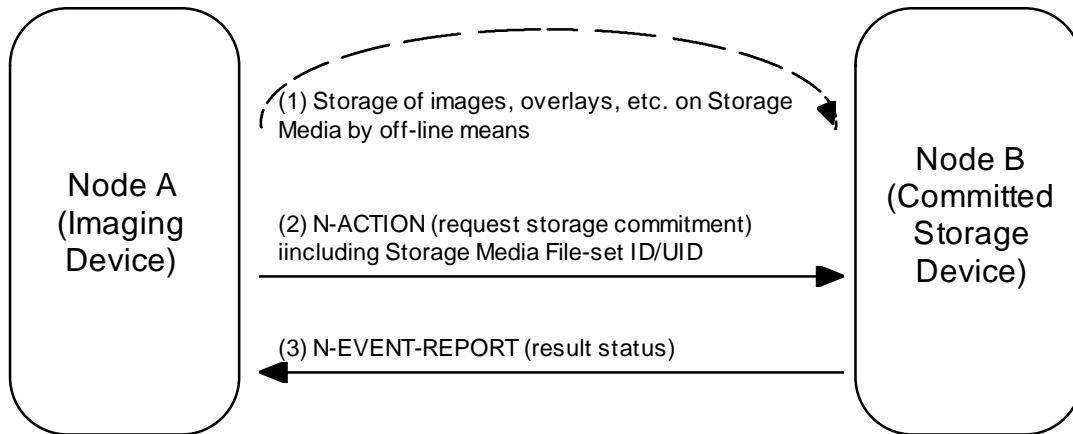 Node A
(Imaging
Device)
(1) Storage of images, overlays, etc. on Storage
Media by off-line means
(2) N-ACTION (request storage commitment)
iincluding Storage Media File-set ID/UID
(3) N-EVENT-REPORT (result status)
Node B
(Committed
Storage
Device)